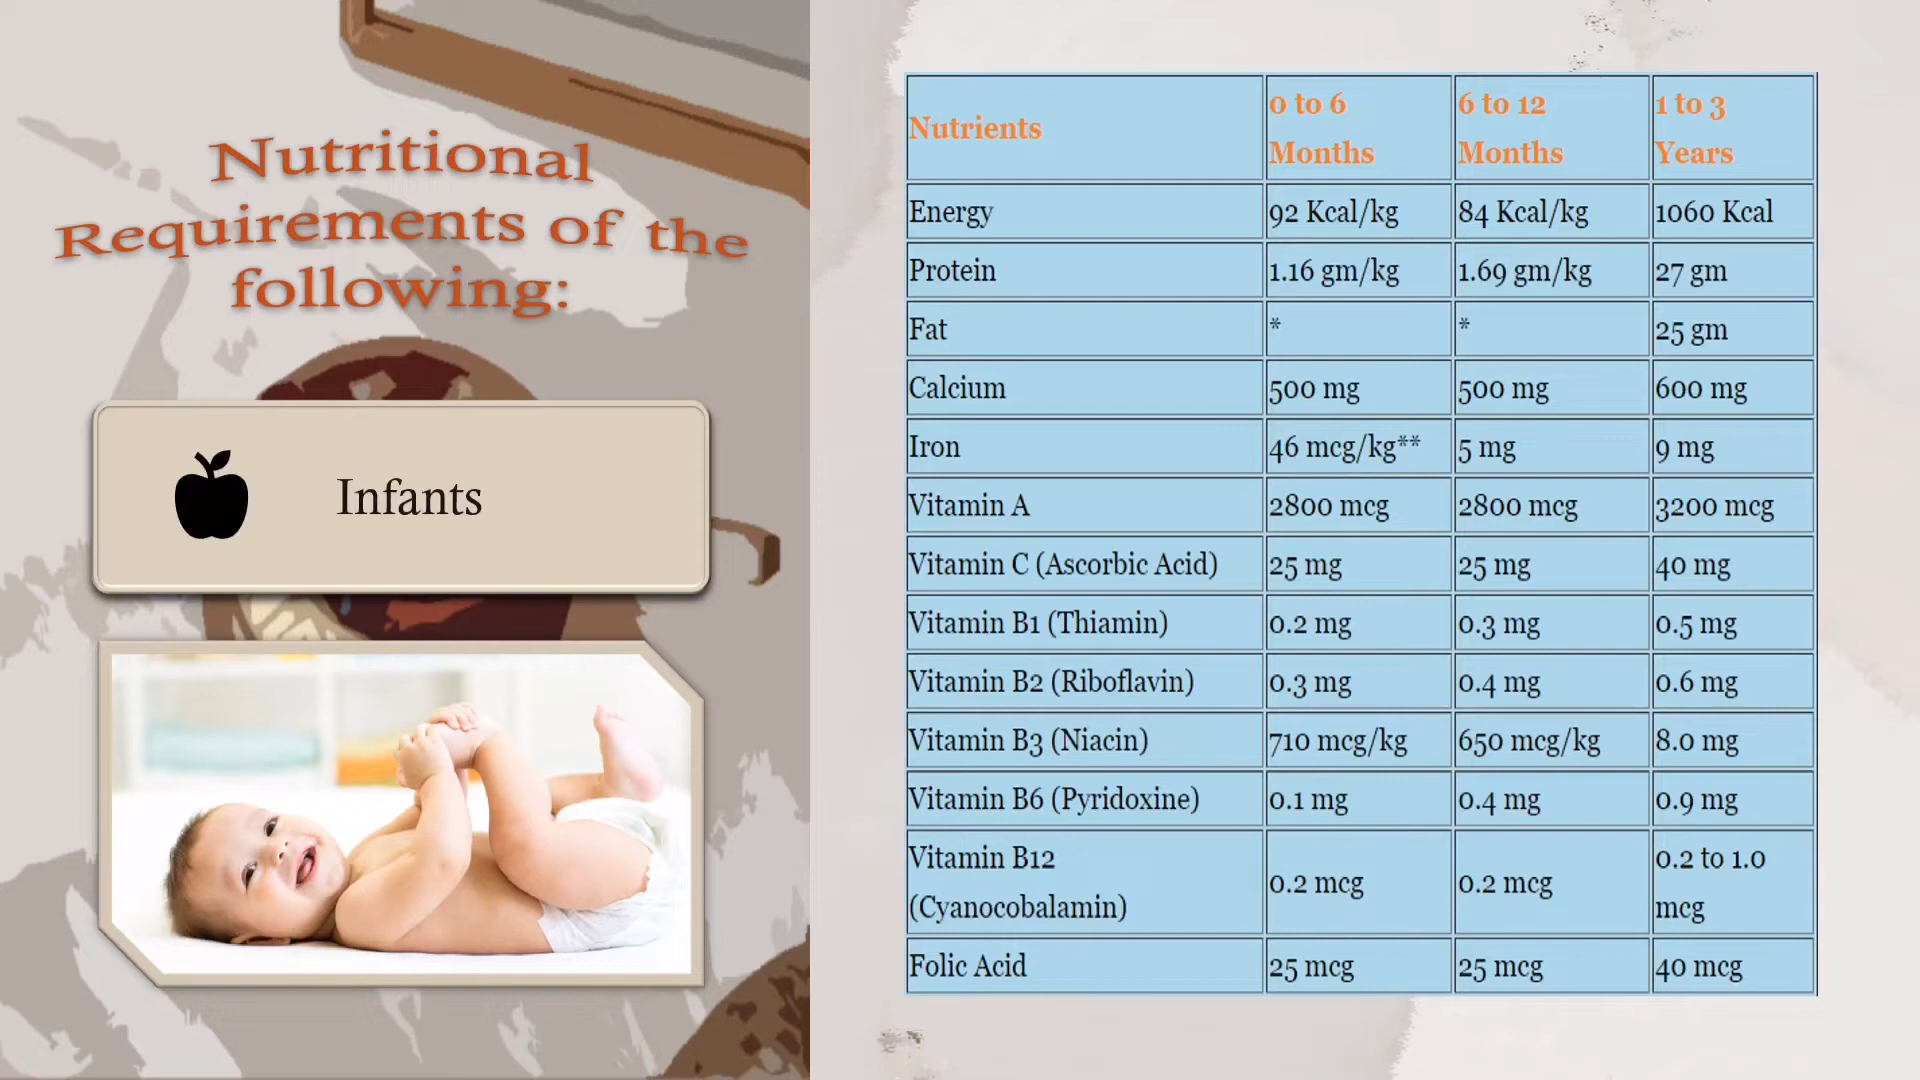 Nutritional
Requirements of the
following:
Infants
Nutrients 0 to 6 Months 6 to 12 Months 1 to 3 Years
Energy 92 Kcal/kg 84 Kcal/kg 1060 Kcal
Protein 1.16 gm/kg 1.69 gm/kg 27 gm
Fat * * 25 gm
Calcium 500 mg 500 mg 600 mg
Iron 46 mcg/kg** 5 mg 9 mg
Vitamin A 2800 mcg 2800 mcg 3200 mcg
Vitamin C (Ascorbic Acid) 25 mg 25 mg 40 mg
Vitamin B1 (Thiamin) 0.2 mg 0.3 mg 0.5 mg
Vitamin B2 (Riboflavin) 0.3 mg 0.4 mg 0.6 mg
Vitamin B3 (Niacin) 710 mcg/kg 650 mcg/kg 8.0 mg
Vitamin B6 (Pyridoxine) 0.1 mg 0.4 mg 0.9 mg
Vitamin B12 (Cyanocobalamin) 0.2 mcg 0.2 mcg 0.2 to 1.0 mcg
Folic Acid 25 mcg 25 mcg 40 mcg